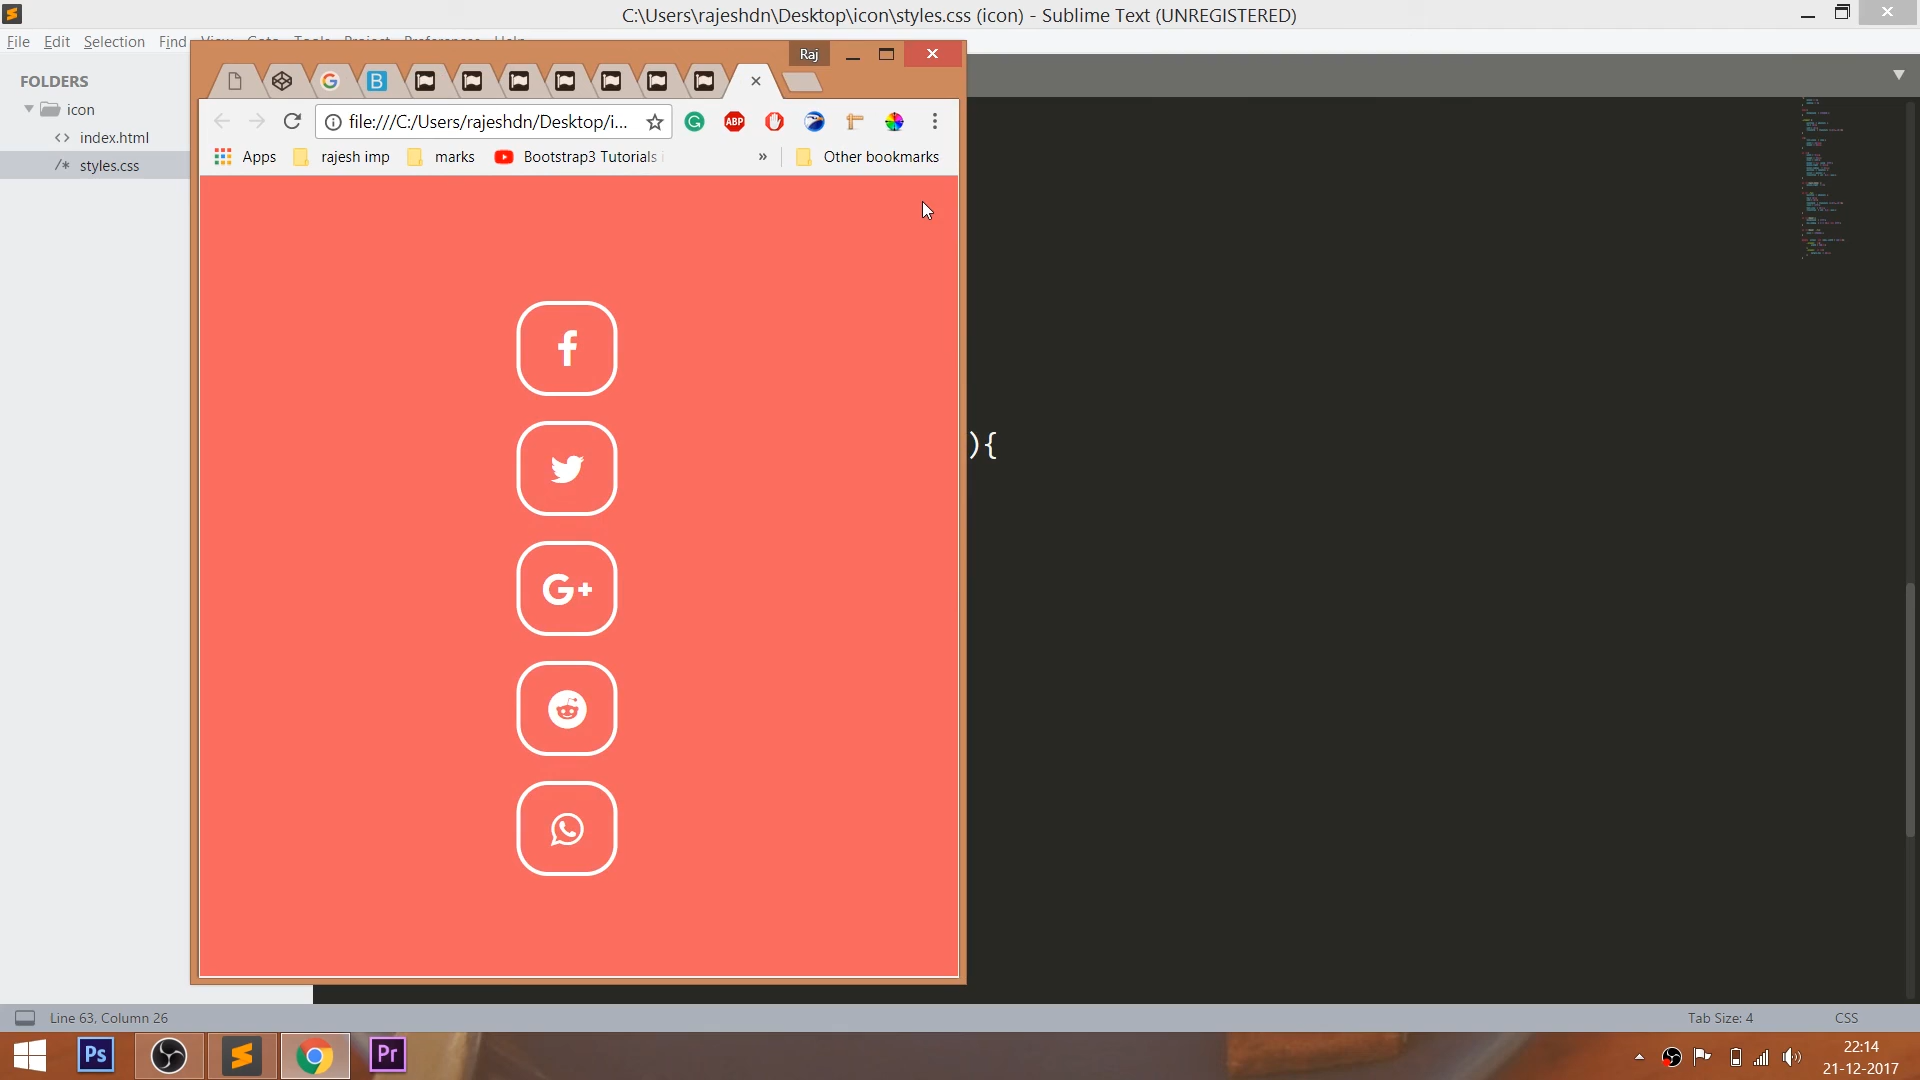 C:\Users\rajeshdn\Desktop\icon\styles.css (icon) - Sublime Text (UNREGISTERED)
File Edit Selection Find
Raj
FOLDERS
icon
index.html
styles.css
file:///C:/Users/rajeshdn/Desktop/i...
ABP
Apps rajesh imp marks Bootstrap3 Tutorials » Other bookmarks
){
G+
Line 63, Column 26 Tab Size: 4 CSS
Ps Pr
22:14
21-12-2017